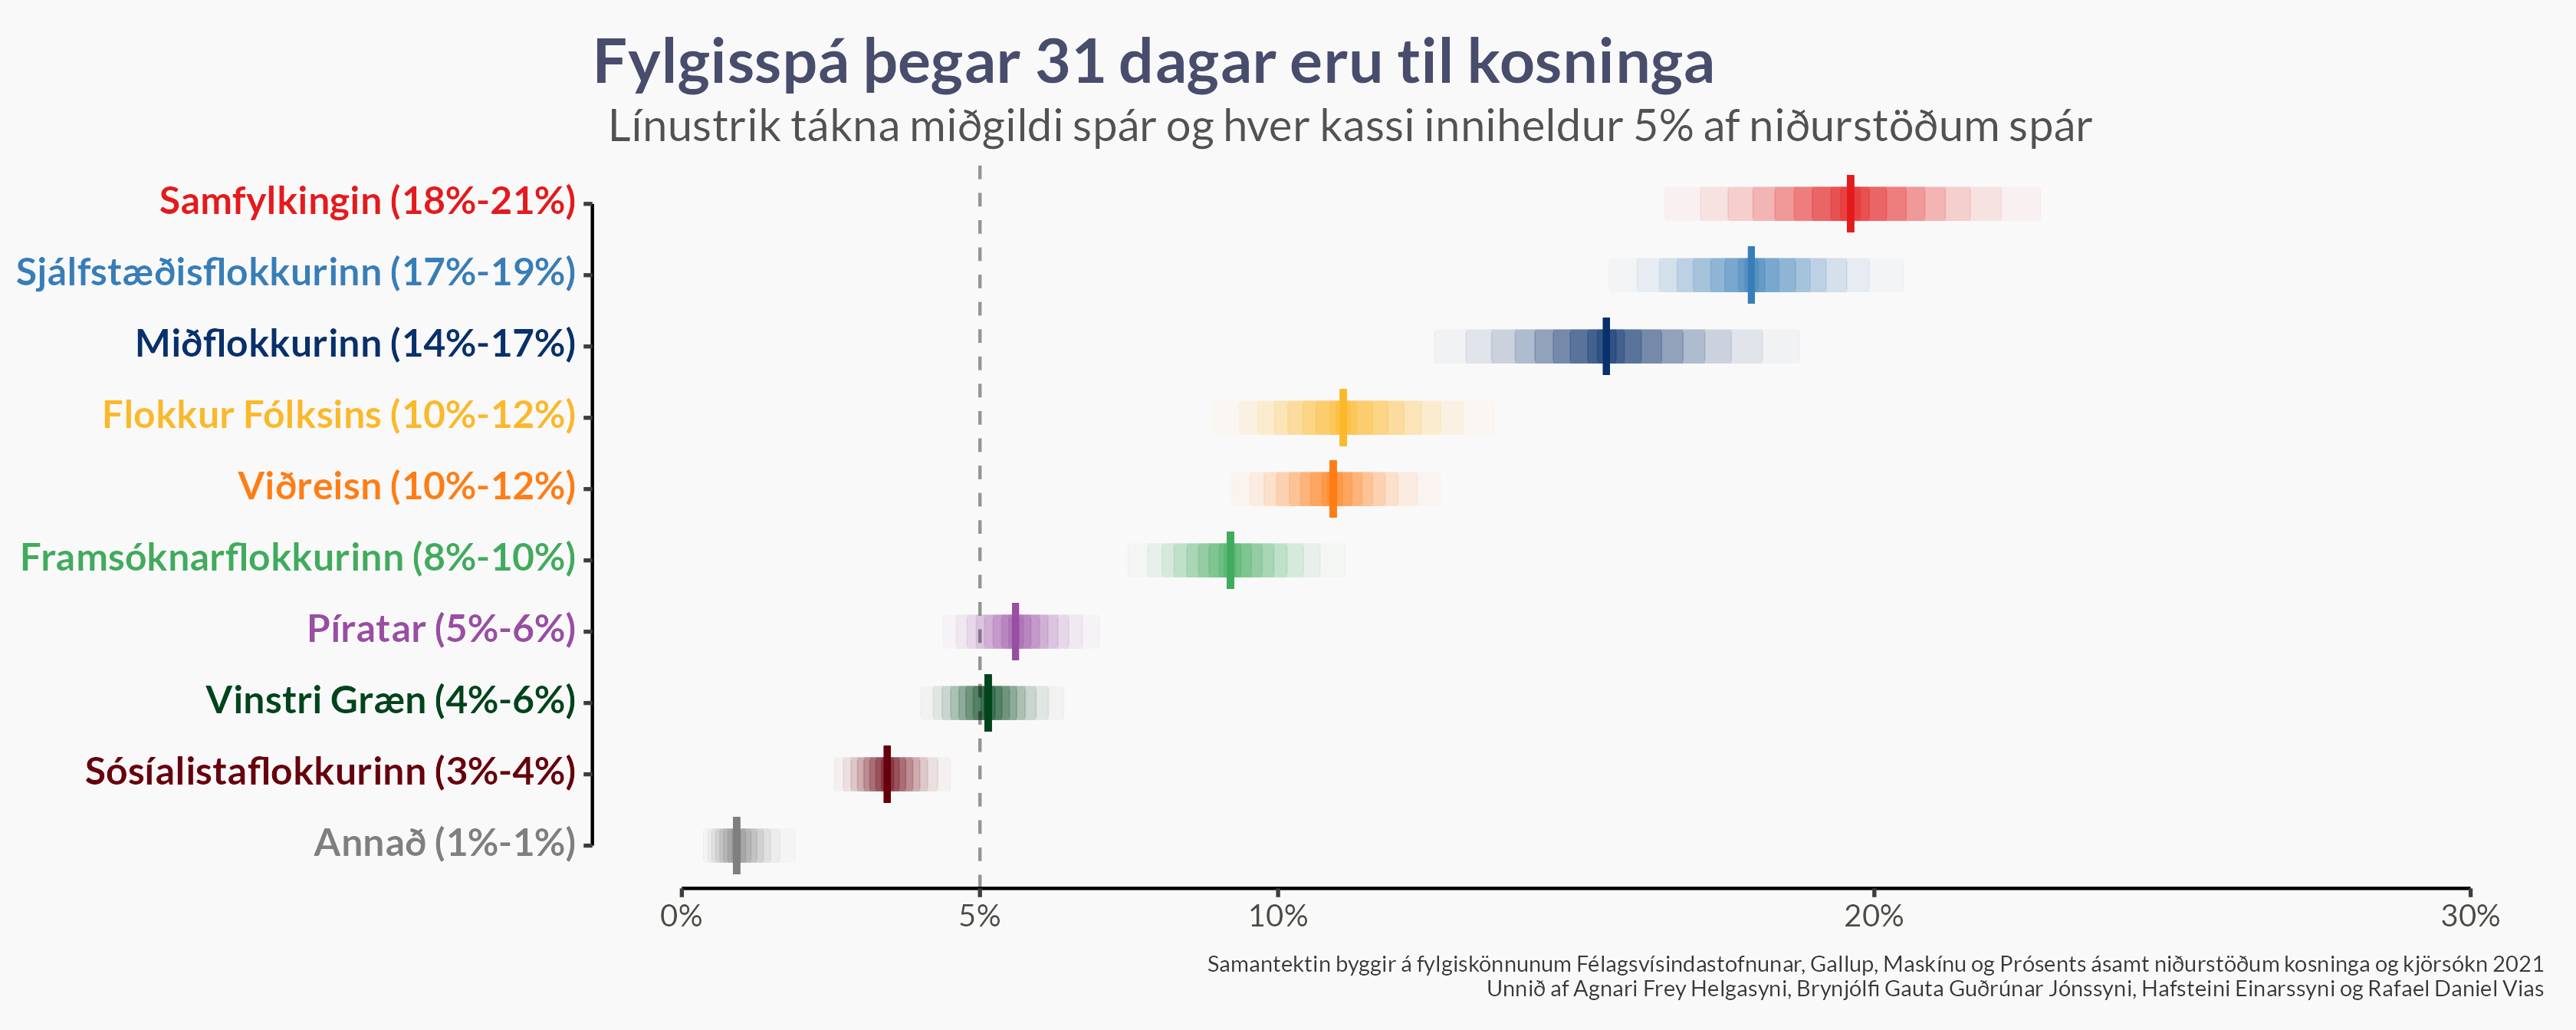 Fylgisspá þegar 31 dagar eru til kosninga
Línustrik tákna miðgildi spár og hver kassi inniheldur 5% af niðurstöðum spár
Samfylkingin (18%-21%)
Sjálfstæðisflokkurinn (17%-19%)
Miðflokkurinn (14%-17%)
Flokkur Fólksins (10%-12%)
Viðreisn (10%-12%)
Framsóknarflokkurinn (8%-10%)
Píratar (5%-6%)
Vinstri Græn (4%-6%)
Sósíalistaflokkurinn (3%-4%)
Annað (1%-1%)
0% 5% 10% 20% 30%
Samantektin byggir á fylgiskönnunum Félagsvísindastofnunar, Gallup, Maskínu og Prósents ásamt niðurstöðum kosninga og kjörsókn 2021
Unnið af Agnari Frey Helgasyni, Brynjólfi Gauta Guðrúnar Jónssyni, Hafsteini Einarssyni og Rafael Daniel Vias